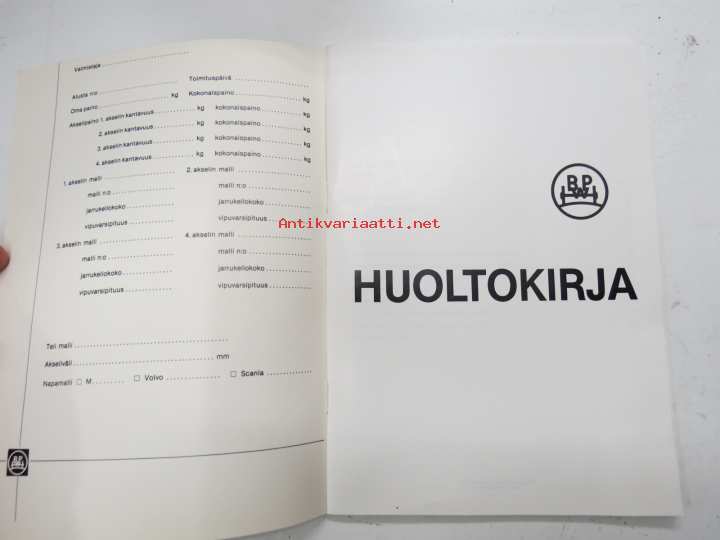 Valmistaja
Toimituspäivä
Alusta n:o
Oma paino kg Kokonaispaino kg
Akselipaino 1. akselin kantavuus kg kokonaispaino kg
2. akselin kantavuus kg kokonaispaino kg
3. akselin kantavuus kg kokonaispaino kg
4. akselin kantavuus kg kokonaispaino kg
1. akselin malli 2. akselin malli
malli n:o malli n:o
jarrukellokoko jarrukellokoko
vipuvarsipituus vipuvarsipituus
3. akselin malli 4. akselin malli
malli n:o malli n:o
jarrukellokoko jarrukellokoko
vipuvarsipituus vipuvarsipituus
Teli malli
Akseliväli mm
Napamalli □ M □ Volvo □ Scania
BPW
BPW
HUOLTOKIRJA
Antikvariaatti.net